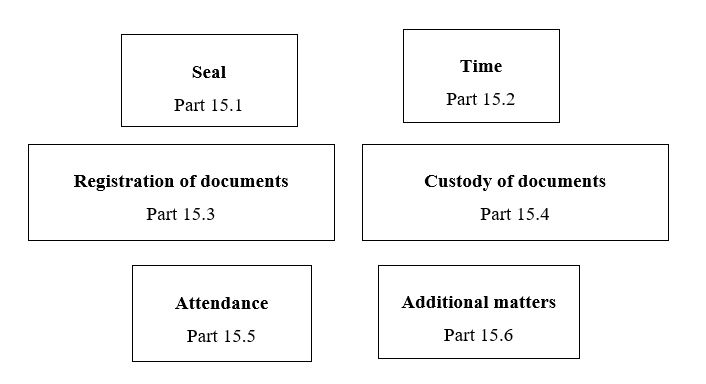 Seal
Part 15.1
Time
Part 15.2
Registration of documents
Part 15.3
Custody of documents
Part 15.4
Attendance
Part 15.5
Additional matters
Part 15.6